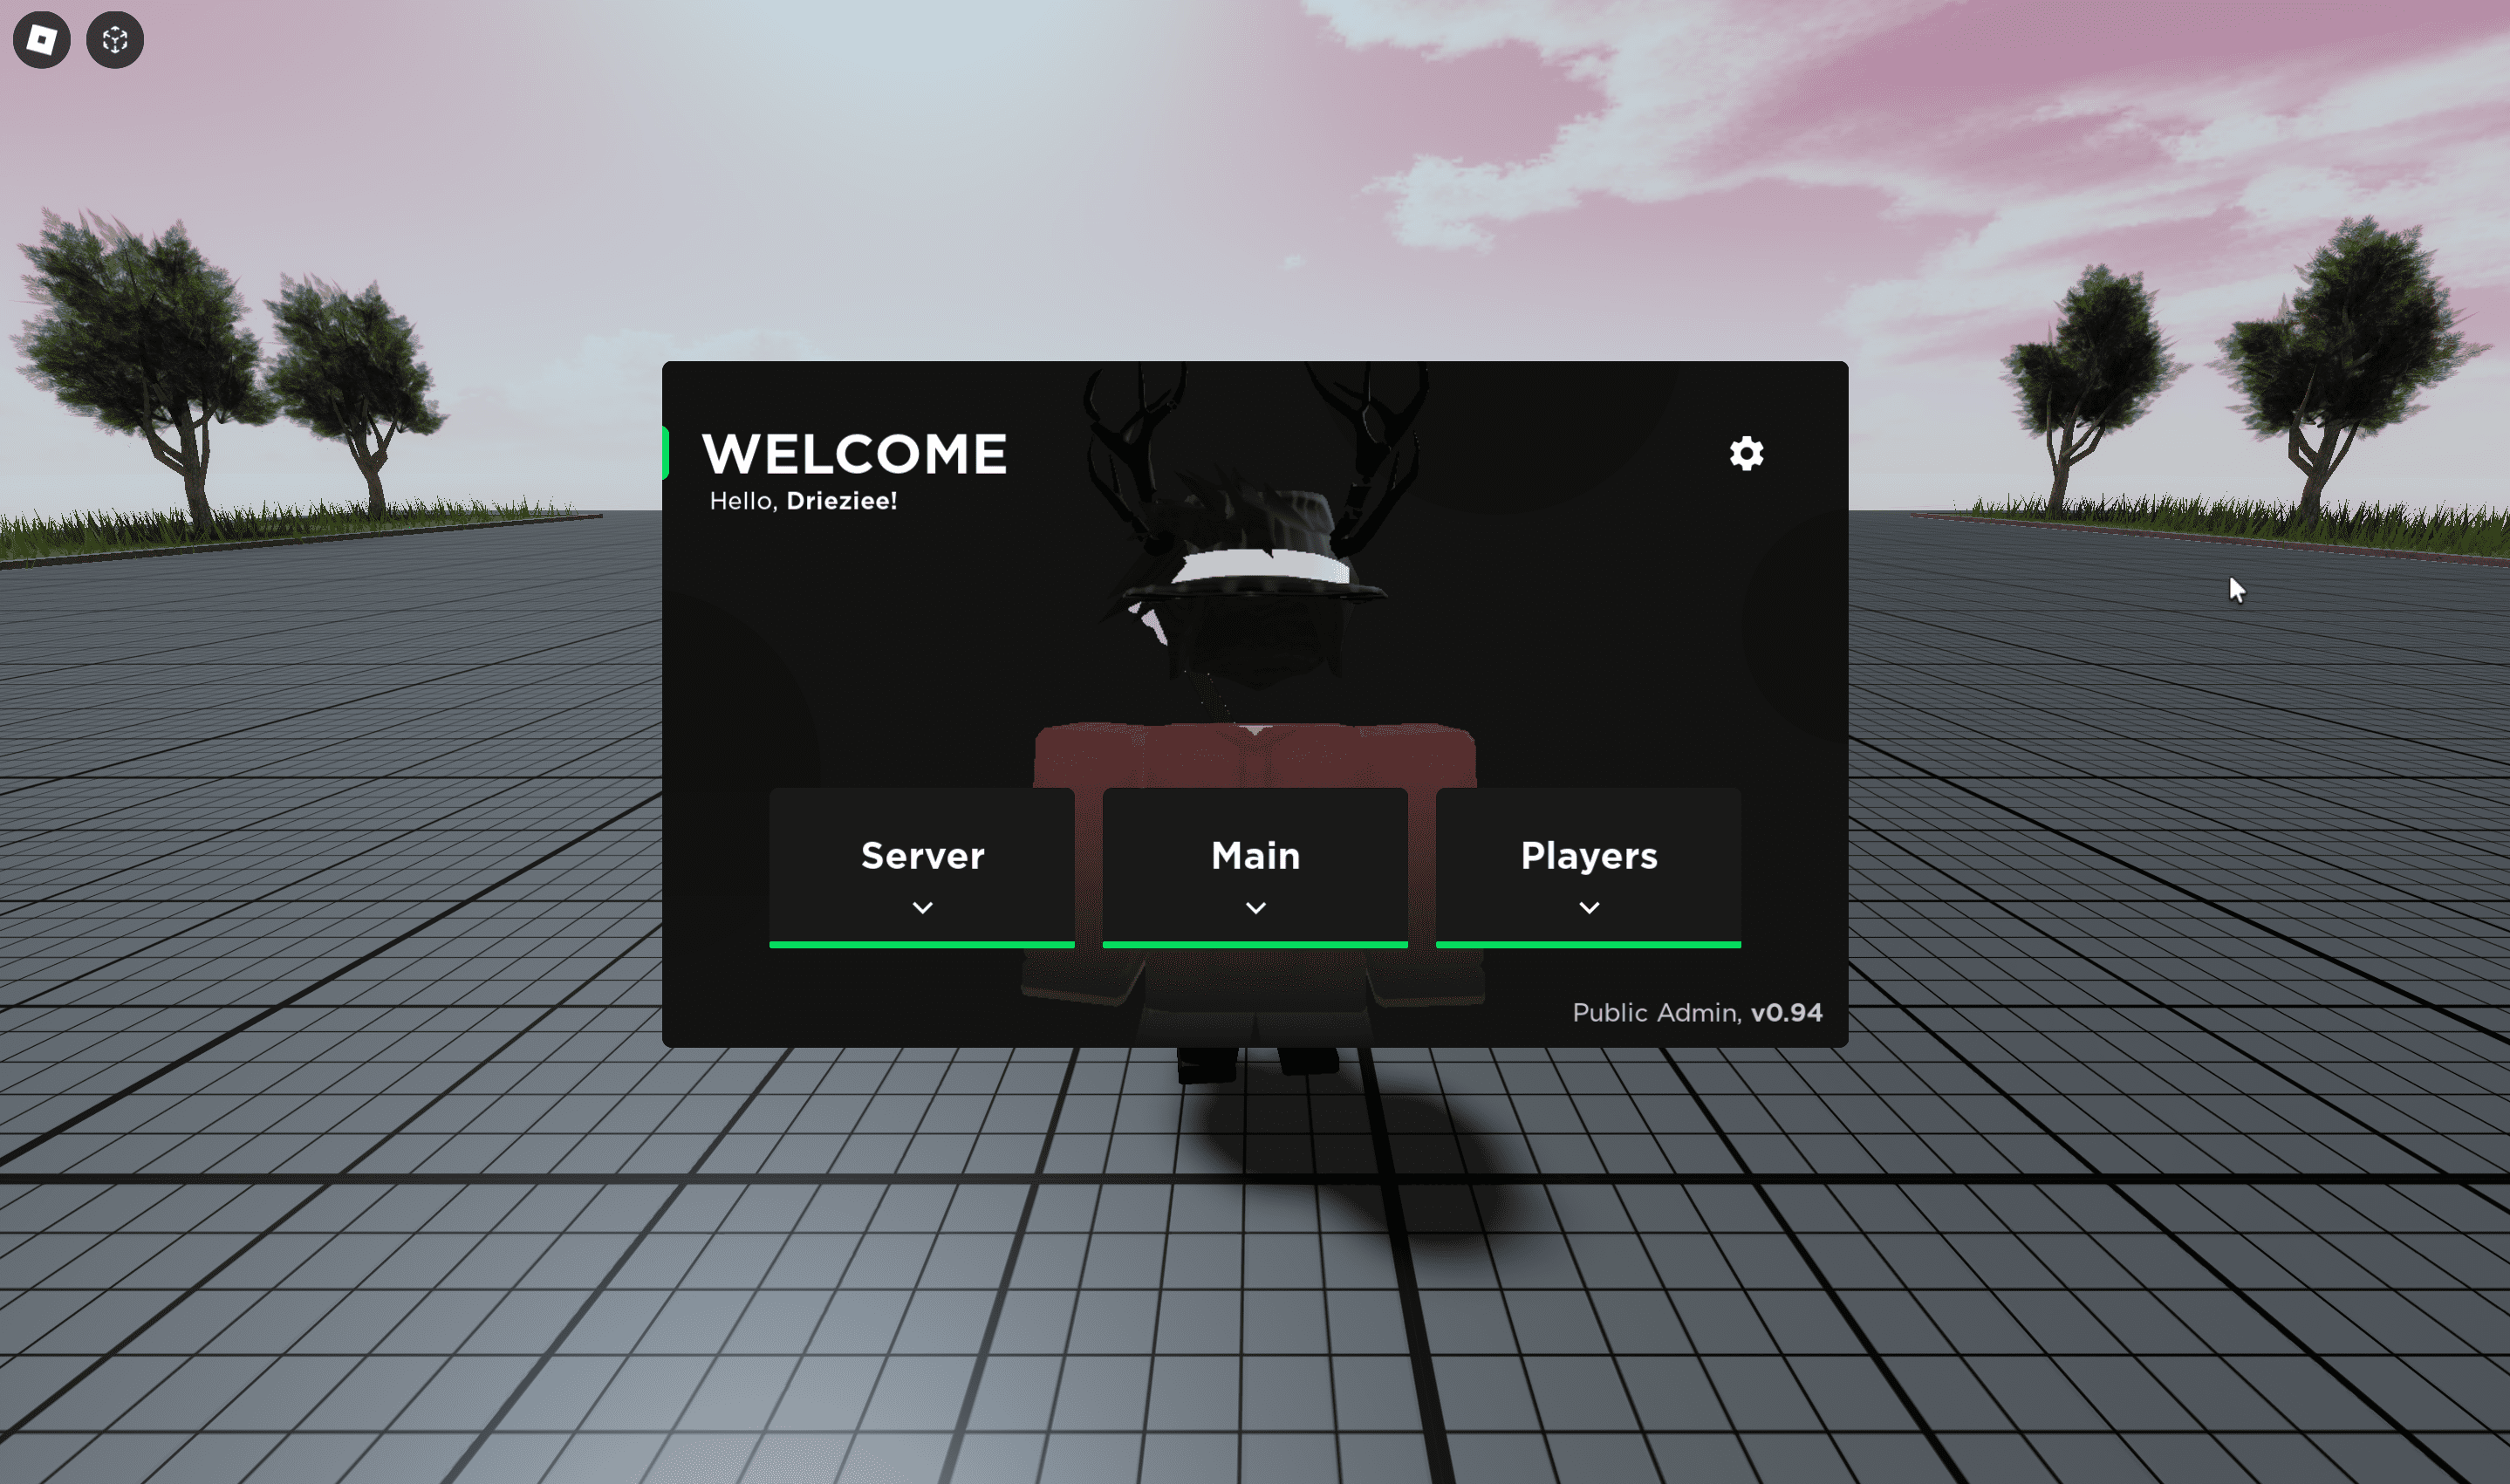 WELCOME
Hello, Drieziee!
Server
Main
Players
Public Admin, v0.94